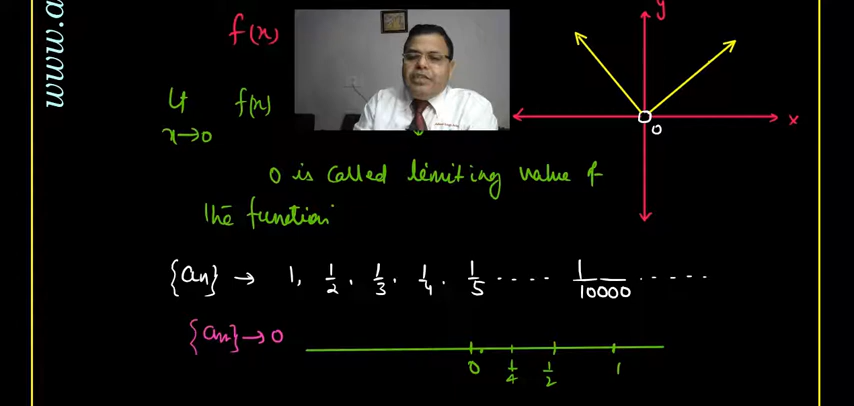 www.a
f(x)
y
Lt f(x)
x→0
x
0
0 is called limiting value of
the function
{an} → 1, 1/2, 1/3, 1/4, 1/5 ..... 1/10000 ......
{an} → 0
0 1/4 1/2 1